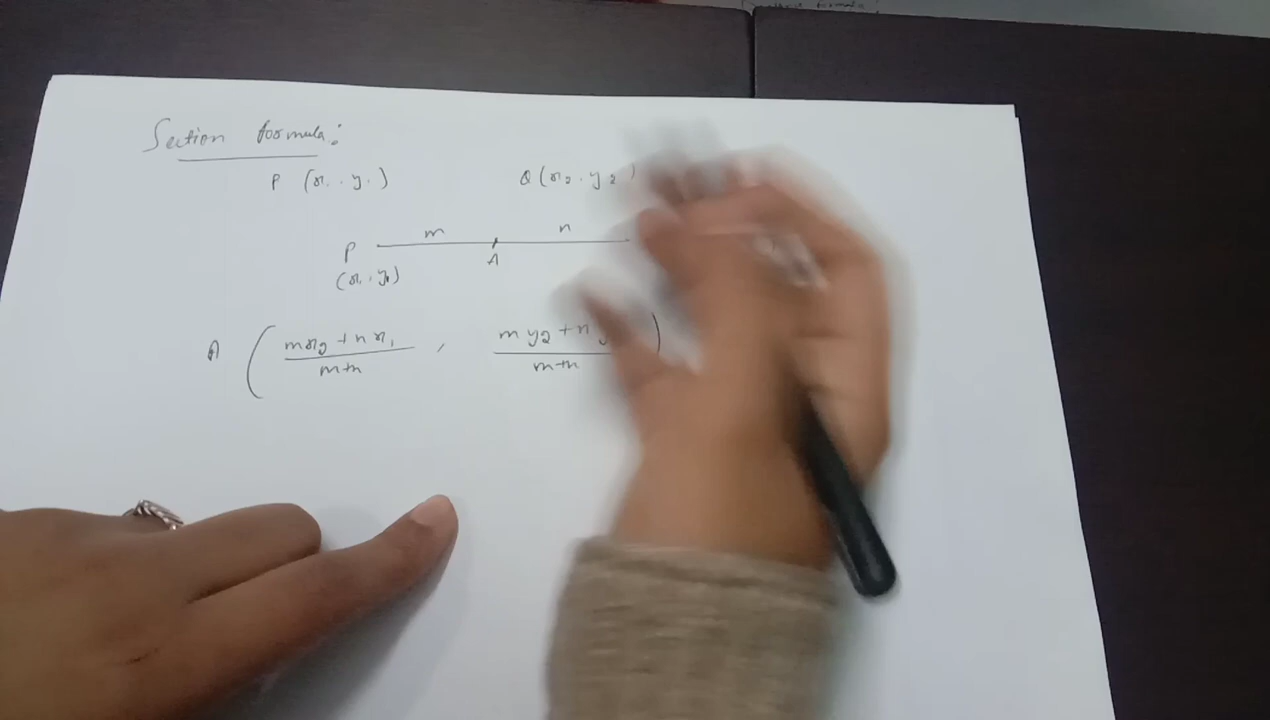 Section formula:
P (x₁, y₁) Q (x₂, y₂)
m n
P A
(x₁, y₁)
A ( mx₂ + nx₁ / m+n , my₂ + n y / m+n )